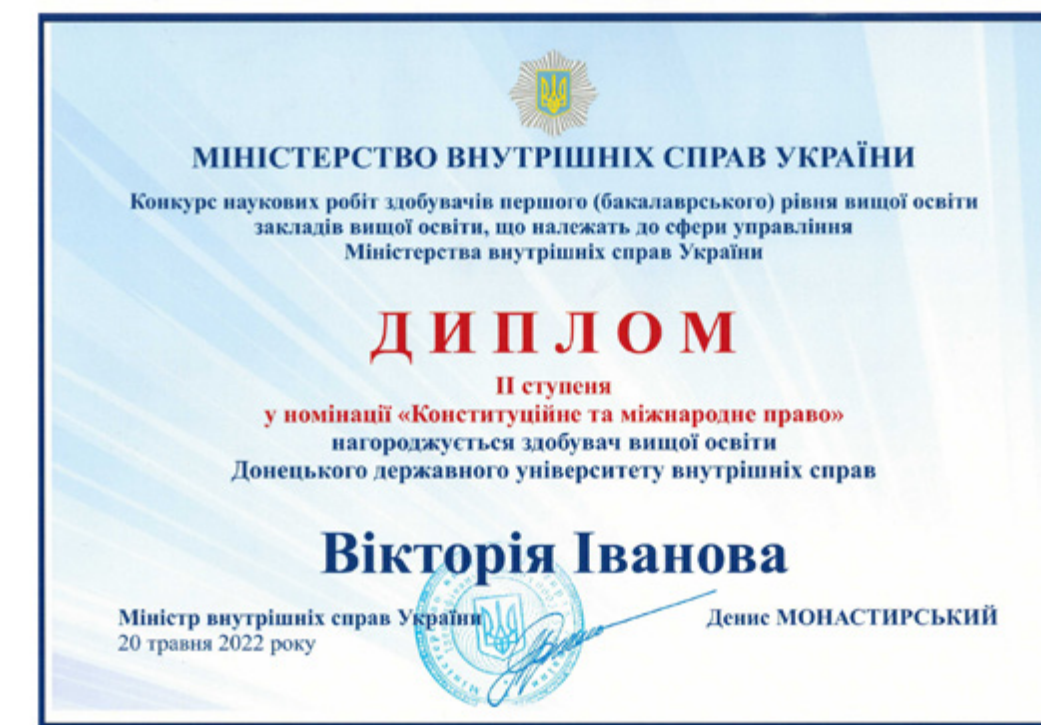 МІНІСТЕРСТВО ВНУТРІШНІХ СПРАВ УКРАЇНИ
Конкурс наукових робіт здобувачів першого (бакалаврського) рівня вищої освіти
закладів вищої освіти, що належать до сфери управління
Міністерства внутрішніх справ України
ДИПЛОМ
ІІ ступеня
у номінації «Конституційне та міжнародне право»
нагороджується здобувач вищої освіти
Донецького державного університету внутрішніх справ
Вікторія Іванова
Міністр внутрішніх справ України
Денис МОНАСТИРСЬКИЙ
20 травня 2022 року